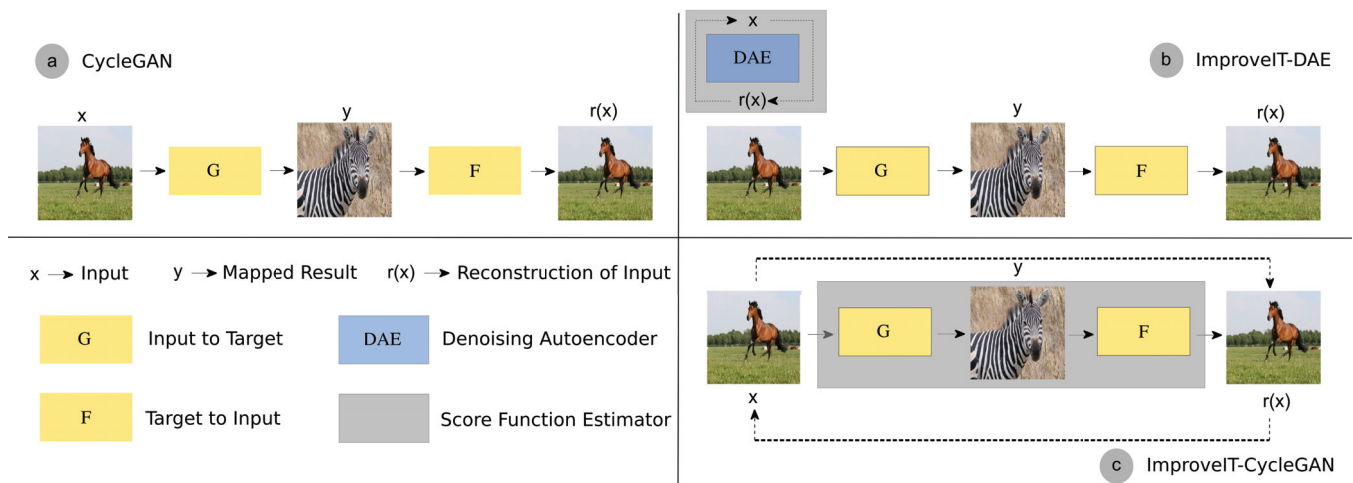 a CycleGAN
x
y
r(x)
G
F
x
DAE
r(x)
b ImproveIT-DAE
y
r(x)
G
F
x → Input
y → Mapped Result
r(x) → Reconstruction of Input
G Input to Target
DAE Denoising Autoencoder
F Target to Input
Score Function Estimator
y
G
F
x
r(x)
c ImproveIT-CycleGAN